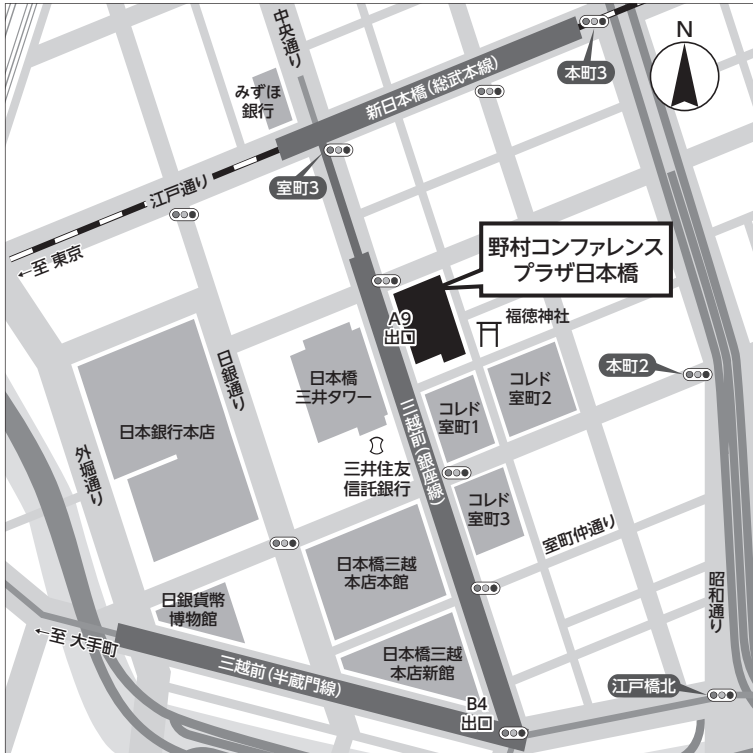 中央通り
本町3
N
みずほ
銀行
新日本橋(総武本線)
室町3
江戸通り
←至 東京
野村コンファレンス
プラザ日本橋
A9
出口
福徳神社
日銀通り
日本橋
三井タワー
コレド
室町1
コレド
室町2
本町2
日本銀行本店
外堀通り
三井住友
信託銀行
三越前(銀座線)
コレド
室町3
室町仲通り
日本橋三越
本店本館
昭和通り
日銀貨幣
博物館
←至 大手町
三越前(半蔵門線)
日本橋三越
本店新館
B4
出口
江戸橋北